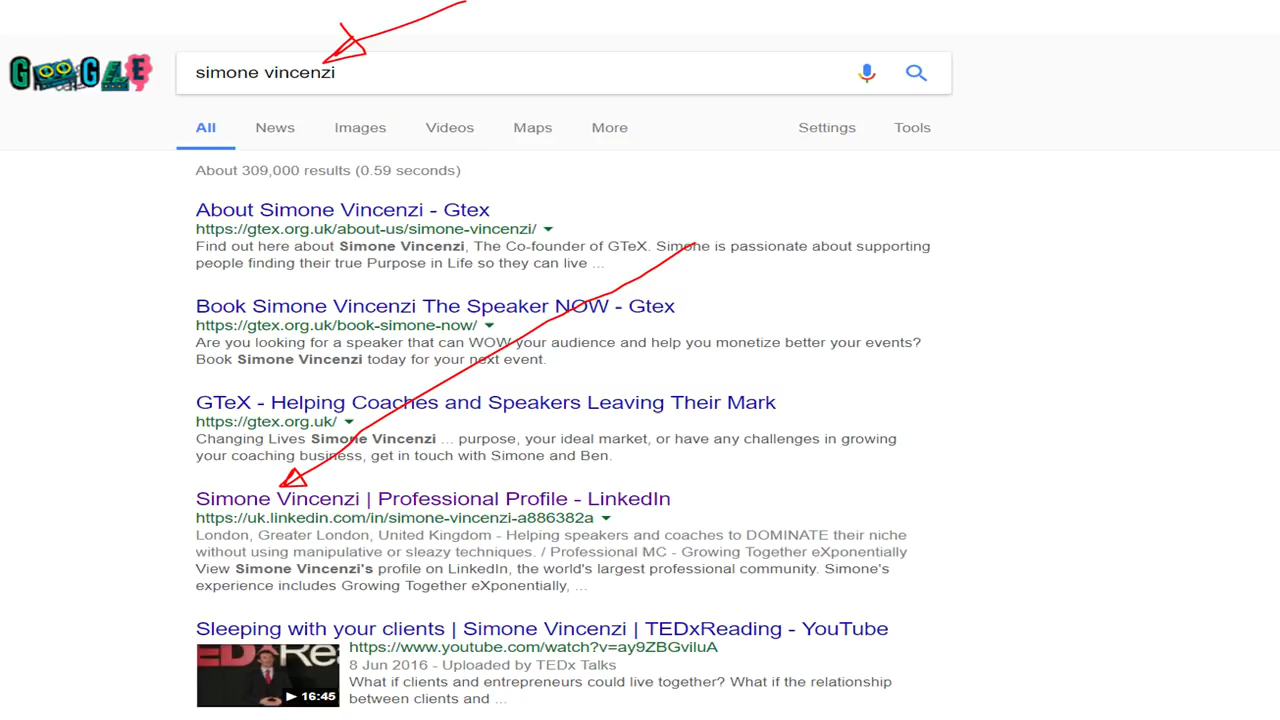 GOOGLE
simone vincenzi
All News Images Videos Maps More Settings Tools
About 309,000 results (0.59 seconds)
About Simone Vincenzi - Gtex
https://gtex.org.uk/about-us/simone-vincenzi/
Find out here about Simone Vincenzi, The Co-founder of GTeX. Simone is passionate about supporting
people finding their true Purpose in Life so they can live ...
Book Simone Vincenzi The Speaker NOW - Gtex
https://gtex.org.uk/book-simone-now/
Are you looking for a speaker that can WOW your audience and help you monetize better your events?
Book Simone Vincenzi today for your next event.
GTeX - Helping Coaches and Speakers Leaving Their Mark
https://gtex.org.uk/
Changing Lives Simone Vincenzi ... purpose, your ideal market, or have any challenges in growing
your coaching business, get in touch with Simone and Ben.
Simone Vincenzi | Professional Profile - LinkedIn
https://uk.linkedin.com/in/simone-vincenzi-a886382a
London, Greater London, United Kingdom - Helping speakers and coaches to DOMINATE their niche
without using manipulative or sleazy techniques. / Professional MC - Growing Together eXponentially
View Simone Vincenzi's profile on LinkedIn, the world's largest professional community. Simone's
experience includes Growing Together eXponentially, ...
Sleeping with your clients | Simone Vincenzi | TEDxReading - YouTube
https://www.youtube.com/watch?v=ay9ZBGviluA
8 Jun 2016 - Uploaded by TEDx Talks
What if clients and entrepreneurs could live together? What if the relationship
between clients and ...
EDxRea
16:45